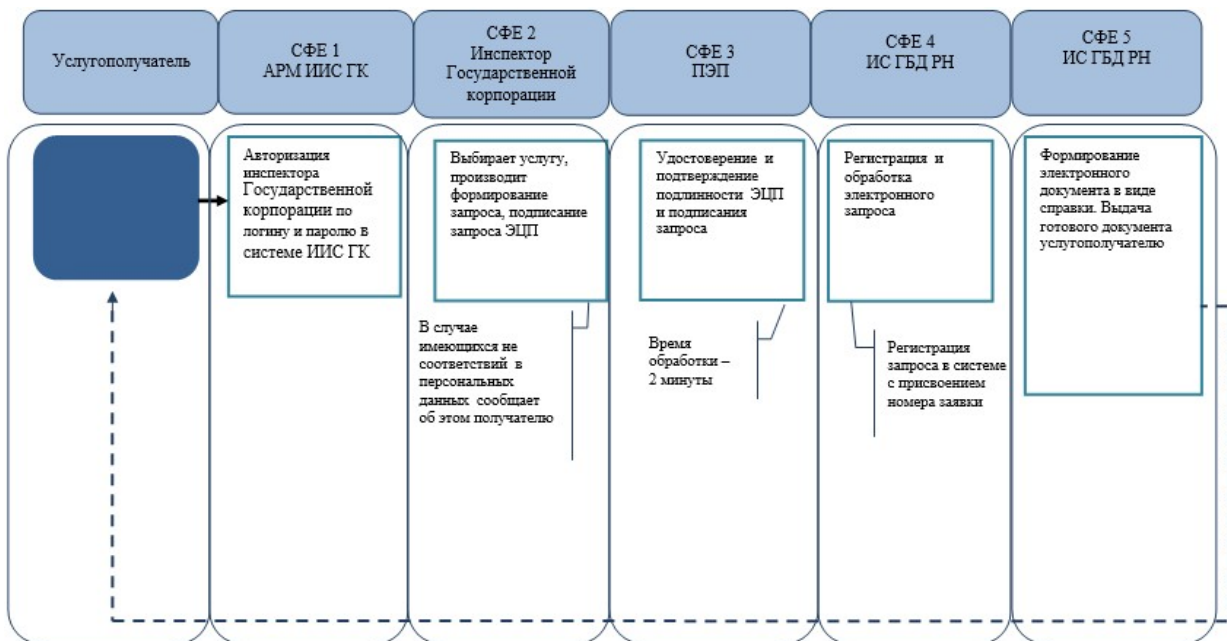 Услугополучатель
СФЕ 1
АРМ ИИС ГК
СФЕ 2
Инспектор
Государственной
корпорации
СФЕ 3
ПЭП
СФЕ 4
ИС ГБД РН
СФЕ 5
ИС ГБД РН
Авторизация
инспектора
Государственной
корпорации по
логину и паролю в
системе ИИС ГК
Выбирает услугу,
производит
формирование
запроса, подписание
запроса ЭЦП
Удостоверение и
подтверждение
подлинности ЭЦП
и подписания
запроса
Регистрация и
обработка
электронного
запроса
Формирование
электронного
документа в виде
справки. Выдача
готового документа
услугополучателю
В случае
имеющихся не
соответствий в
персональных
данных сообщает
об этом получателю
Время
обработки –
2 минуты
Регистрация
запроса в системе
с присвоением
номера заявки